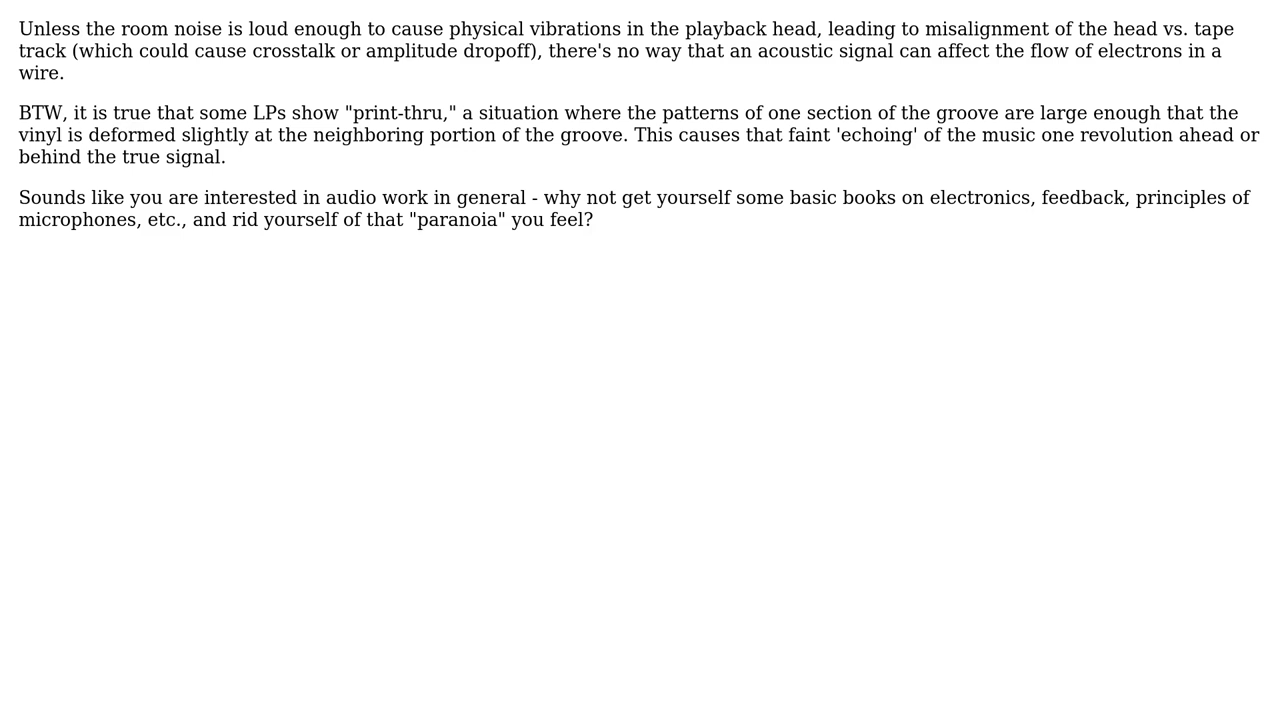 Unless the room noise is loud enough to cause physical vibrations in the playback head, leading to misalignment of the head vs. tape
track (which could cause crosstalk or amplitude dropoff), there's no way that an acoustic signal can affect the flow of electrons in a
wire.
BTW, it is true that some LPs show "print-thru," a situation where the patterns of one section of the groove are large enough that the
vinyl is deformed slightly at the neighboring portion of the groove. This causes that faint 'echoing' of the music one revolution ahead or
behind the true signal.
Sounds like you are interested in audio work in general - why not get yourself some basic books on electronics, feedback, principles of
microphones, etc., and rid yourself of that "paranoia" you feel?